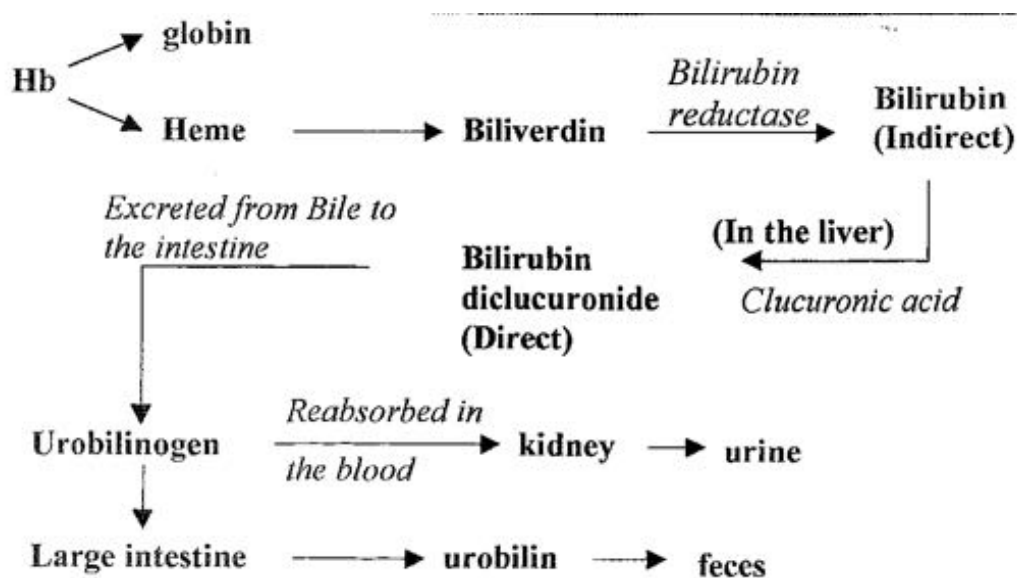 globin
Hb
Heme
Biliverdin
Bilirubin
reductase
Bilirubin
(Indirect)
Excreted from Bile to
the intestine
(In the liver)
Bilirubin
diclucuronide
(Direct)
Clucuronic acid
Urobilinogen
Reabsorbed in
the blood
kidney
urine
Large intestine
urobilin
feces